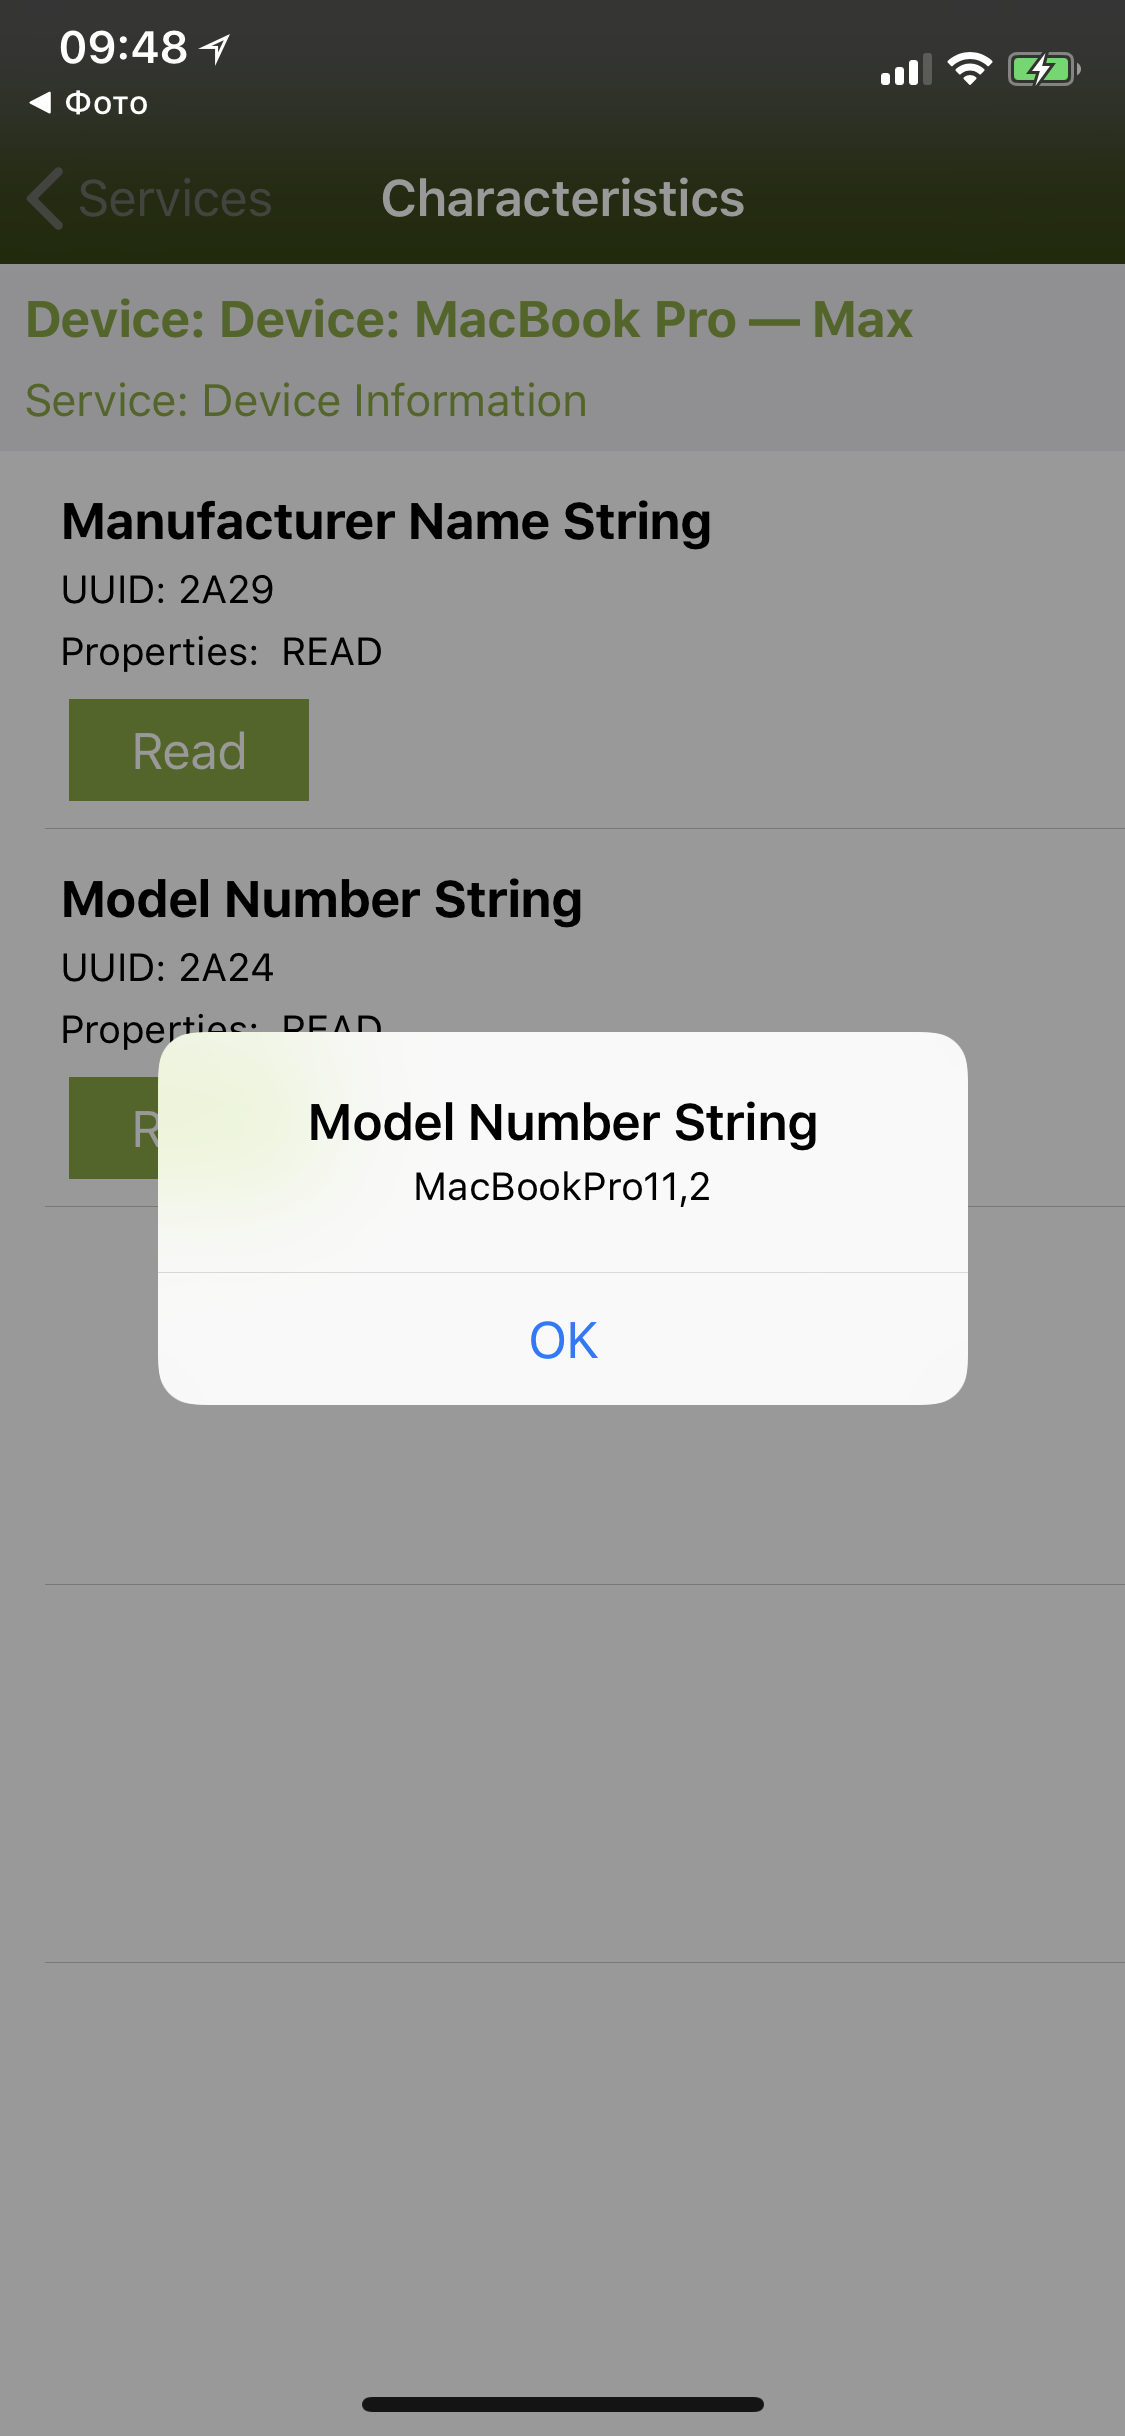 09:48
Фото
Services
Characteristics
Device: Device: MacBook Pro — Max
Service: Device Information
Manufacturer Name String
UUID: 2A29
Properties: READ
Read
Model Number String
UUID: 2A24
Properties: READ
R
Model Number String
MacBookPro11,2
OK